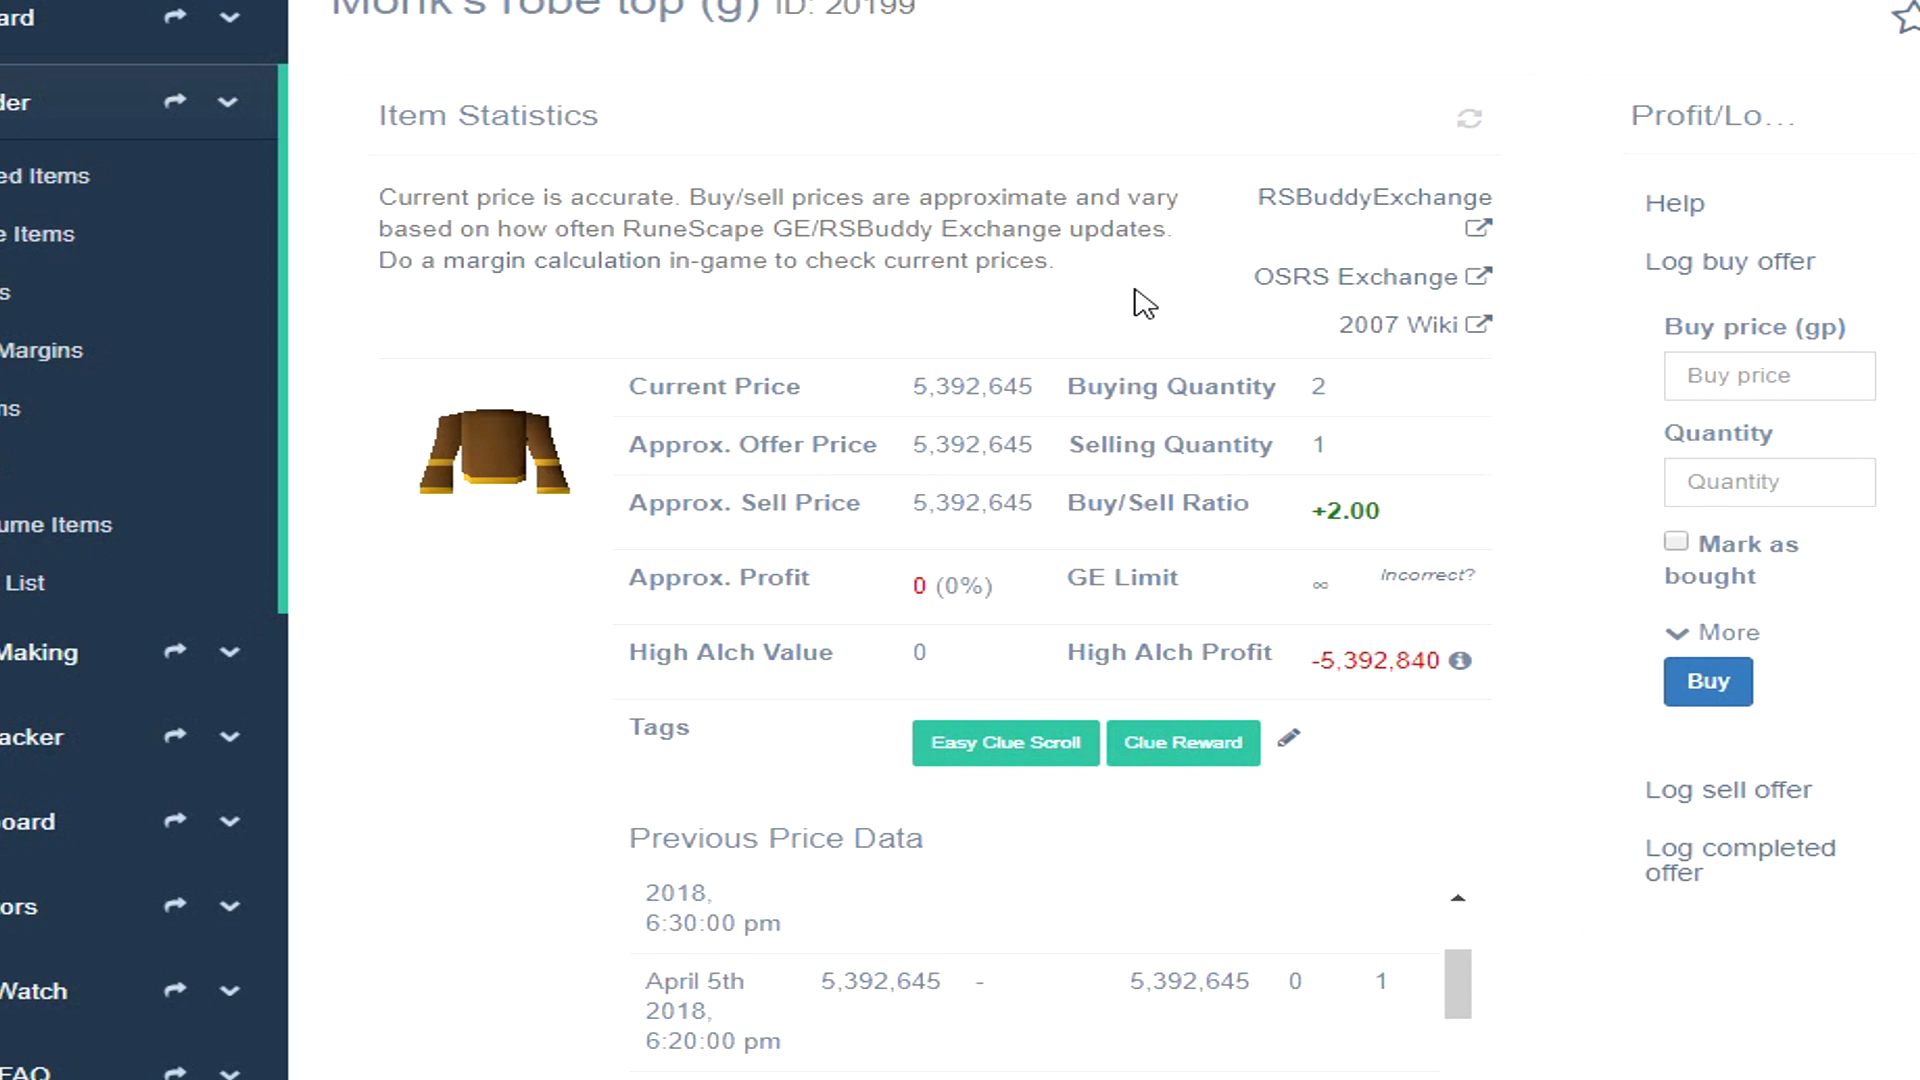 Monk's robe top (g) ID: 20199
ard
der
ed Items
e Items
s
Margins
ns
ume Items
List
Making
acker
oard
ors
Watch
FAQ
Item Statistics
Current price is accurate. Buy/sell prices are approximate and vary
based on how often RuneScape GE/RSBuddy Exchange updates.
Do a margin calculation in-game to check current prices.
RSBuddyExchange
OSRS Exchange
2007 Wiki
Current Price 5,392,645 Buying Quantity 2
Approx. Offer Price 5,392,645 Selling Quantity 1
Approx. Sell Price 5,392,645 Buy/Sell Ratio +2.00
Approx. Profit 0 (0%) GE Limit ∞ Incorrect?
High Alch Value 0 High Alch Profit -5,392,840
Tags Easy Clue Scroll Clue Reward
Previous Price Data
2018,
6:30:00 pm
April 5th 5,392,645 - 5,392,645 0 1
2018,
6:20:00 pm
Profit/Lo...
Help
Log buy offer
Buy price (gp)
Buy price
Quantity
Quantity
Mark as
bought
More
Buy
Log sell offer
Log completed
offer